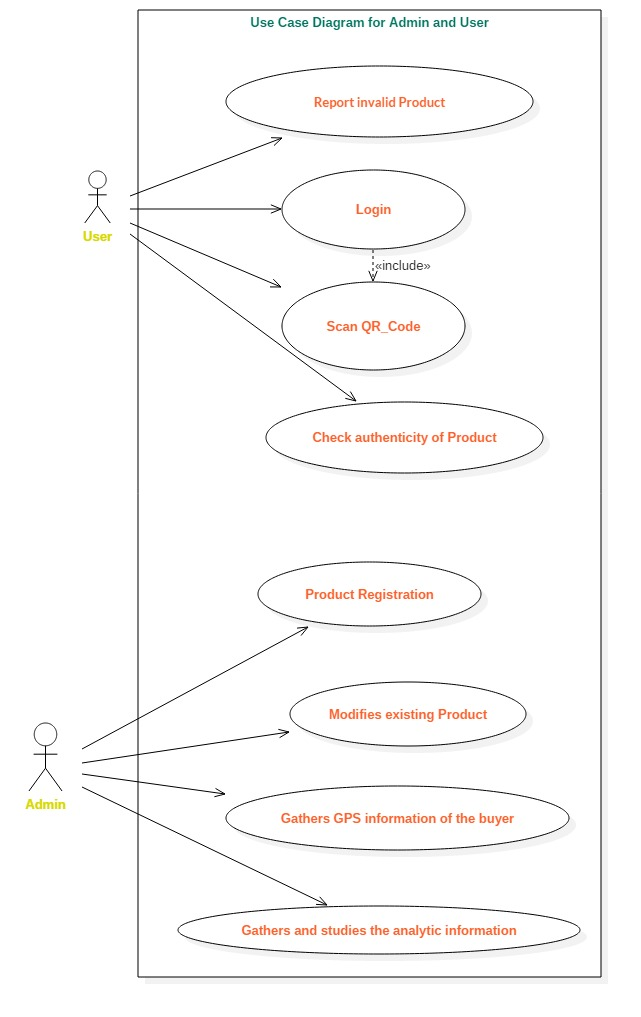 Use Case Diagram for Admin and User
Report invalid Product
Login
User
«include»
Scan QR_Code
Check authenticity of Product
Product Registration
Modifies existing Product
Admin
Gathers GPS information of the buyer
Gathers and studies the analytic information